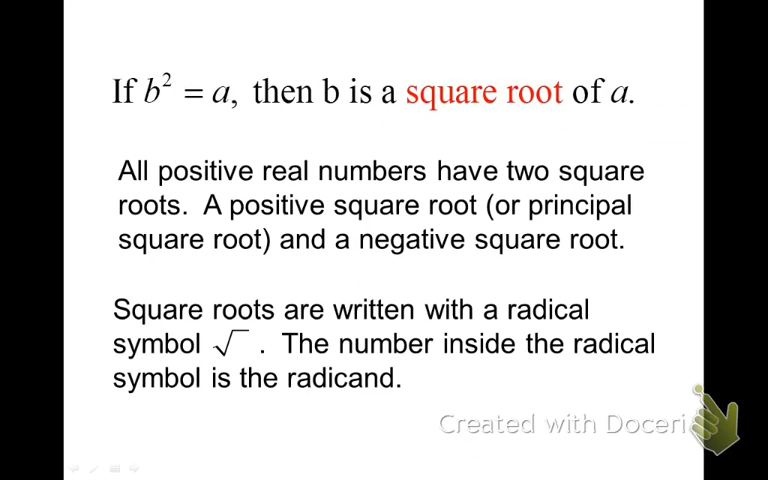 If b² = a, then b is a square root of a.
All positive real numbers have two square
roots. A positive square root (or principal
square root) and a negative square root.
Square roots are written with a radical
symbol √ . The number inside the radical
symbol is the radicand.
Created with Doceri